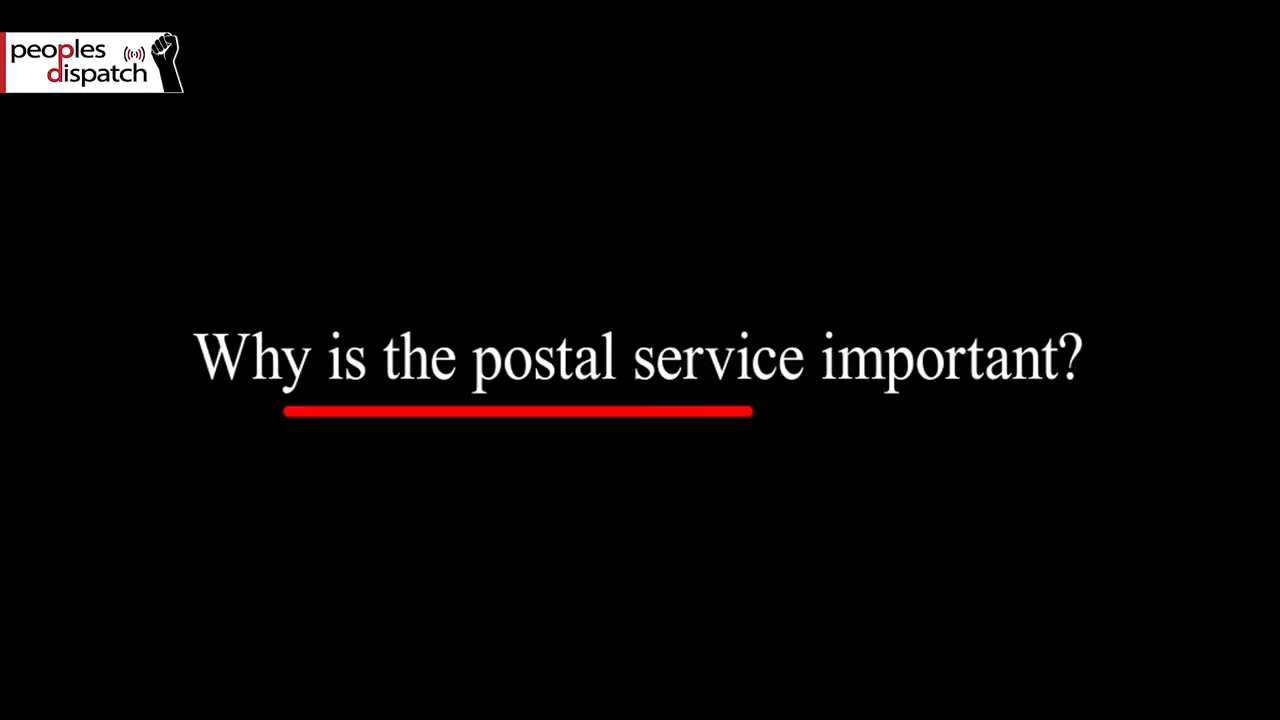 peoples
dispatch
Why is the postal service important?